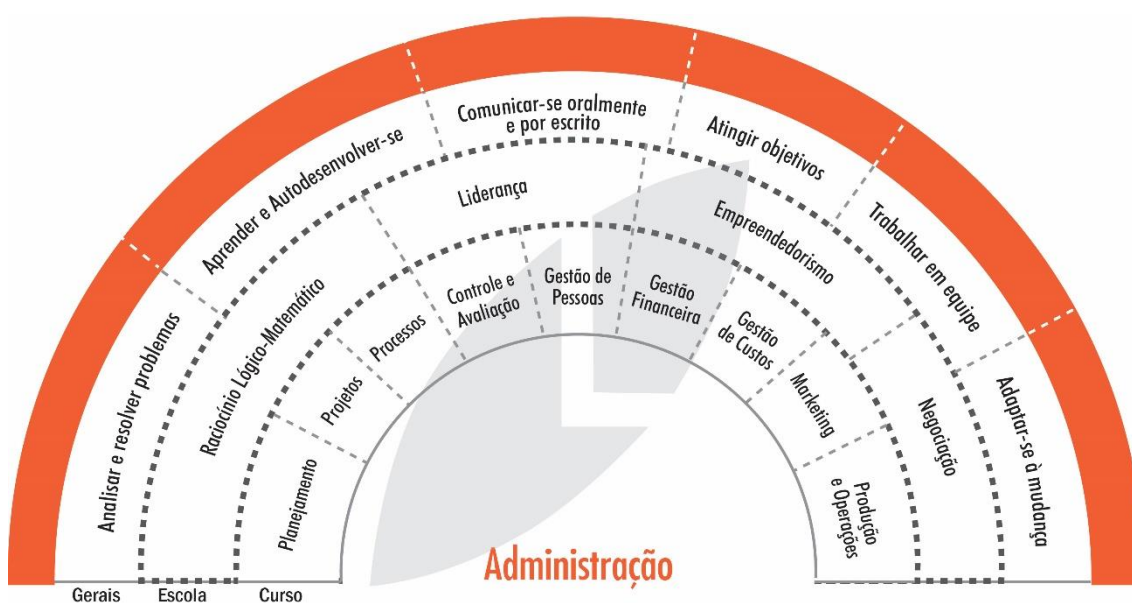 Analisar e resolver problemas
Aprender e Autodesenvolver-se
Comunicar-se oralmente
e por escrito
Atingir objetivos
Trabalhar em equipe
Adaptar-se à mudança
Raciocínio Lógico-Matemático
Liderança
Empreendedorismo
Negociação
Planejamento
Projetos
Processos
Controle e
Avaliação
Gestão de
Pessoas
Gestão
Financeira
Gestão
de Custos
Marketing
Produção
e Operações
Administração
Gerais
Escola
Curso